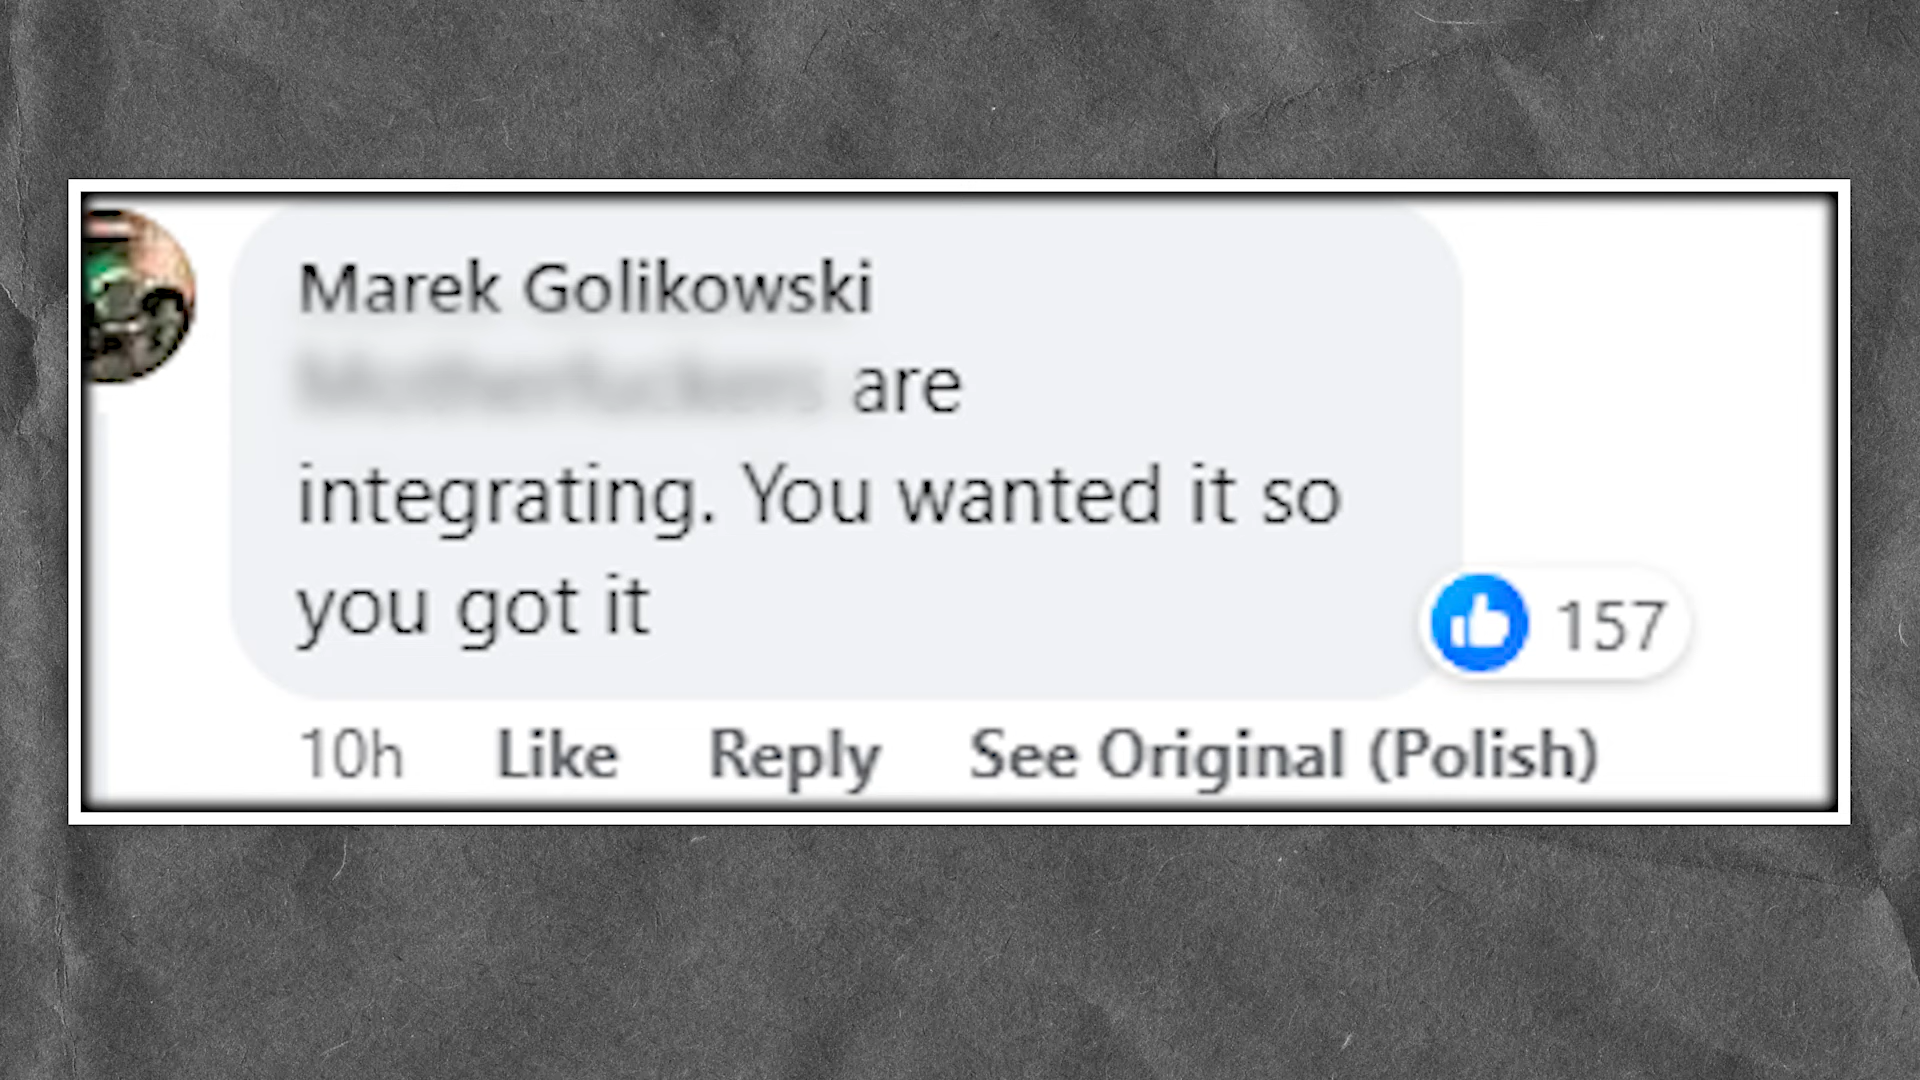 Marek Golikowski
are
integrating. You wanted it so
you got it
157
10h Like Reply See Original (Polish)